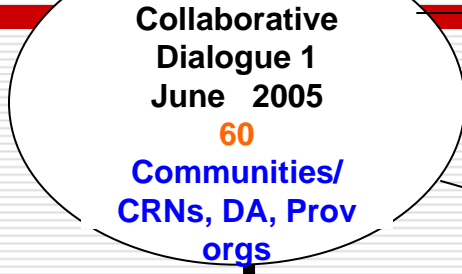 Collaborative
Dialogue 1
June 2005
60
Communities/
CRNs, DA, Prov
orgs